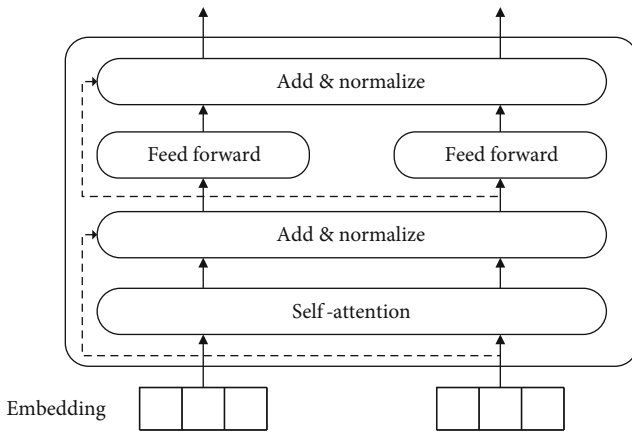 Add & normalize
Feed forward
Feed forward
Add & normalize
Self-attention
Embedding